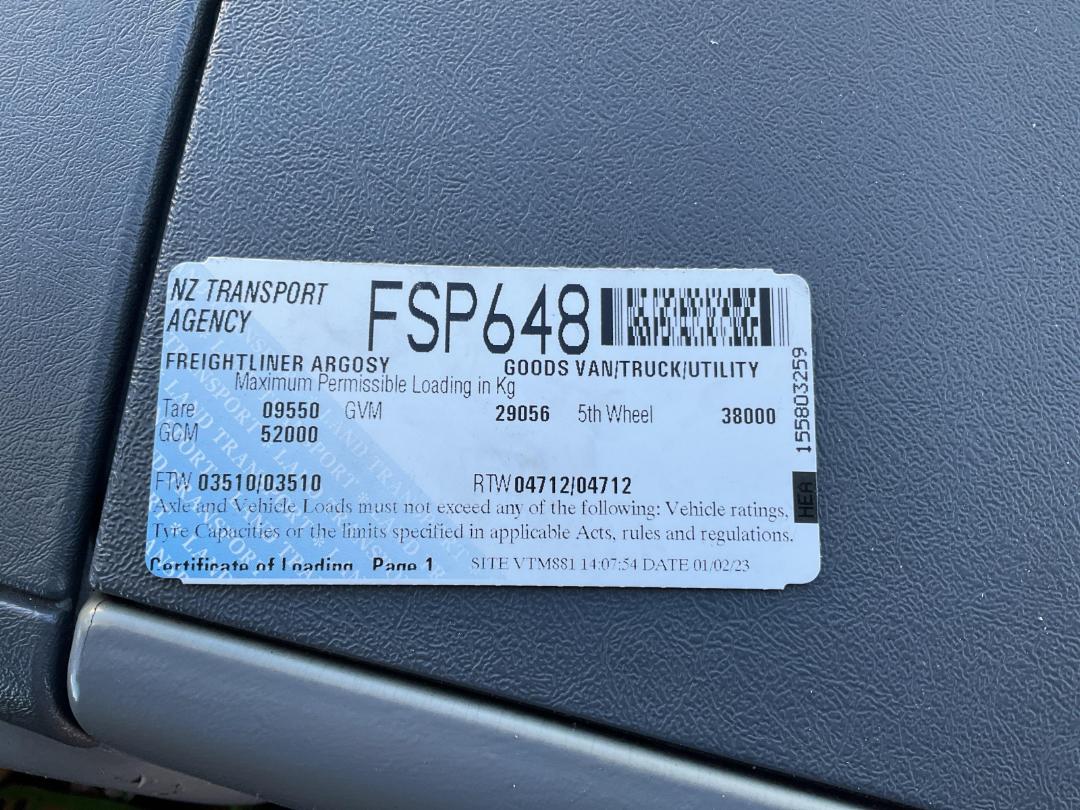 NZ TRANSPORT
AGENCY
FSP648
FREIGHTLINER ARGOSY GOODS VAN/TRUCK/UTILITY
Maximum Permissible Loading in Kg
Tare 09550 GVM 29056 5th Wheel 38000
GCM 52000
FTW 03510/03510 RTW 04712/04712
Axle and Vehicle Loads must not exceed any of the following: Vehicle ratings,
Tyre Capacities or the limits specified in applicable Acts, rules and regulations.
Certificate of Loading Page 1 SITE VTM881 14:07:54 DATE 01/02/23
155803259
HEA